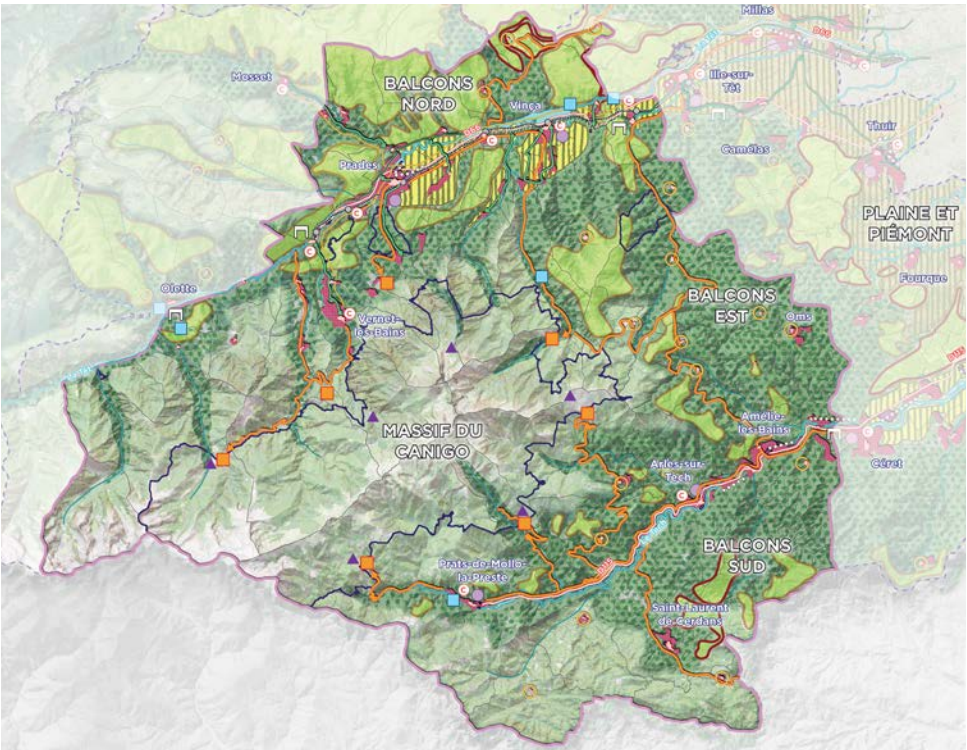 Millas
D66
Mosset
BALCONS
NORD
Ille-sur-
Têt
Vinça
Thuir
Camélas
Prades
PLAINE ET
PIÉMONT
Fourque
Olette
BALCONS
EST
Vernet-
les-Bains
Oms
D115
Amélie-
les-Bains
MASSIF DU
CANIGO
Céret
Arles-sur-
Tech
BALCONS
SUD
Prats-de-Mollo-
la-Preste
Saint-Laurent
de-Cerdans